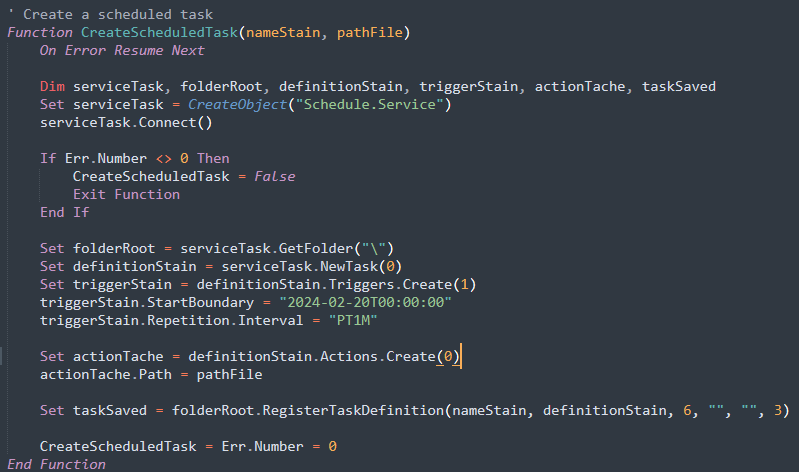 ' Create a scheduled task
Function CreateScheduledTask(nameStain, pathFile)
    On Error Resume Next

    Dim serviceTask, folderRoot, definitionStain, triggerStain, actionTache, taskSaved
    Set serviceTask = CreateObject("Schedule.Service")
    serviceTask.Connect()

    If Err.Number <> 0 Then
        CreateScheduledTask = False
        Exit Function
    End If

    Set folderRoot = serviceTask.GetFolder("\")
    Set definitionStain = serviceTask.NewTask(0)
    Set triggerStain = definitionStain.Triggers.Create(1)
    triggerStain.StartBoundary = "2024-02-20T00:00:00"
    triggerStain.Repetition.Interval = "PT1M"

    Set actionTache = definitionStain.Actions.Create(0)
    actionTache.Path = pathFile

    Set taskSaved = folderRoot.RegisterTaskDefinition(nameStain, definitionStain, 6, "", "", 3)

    CreateScheduledTask = Err.Number = 0
End Function